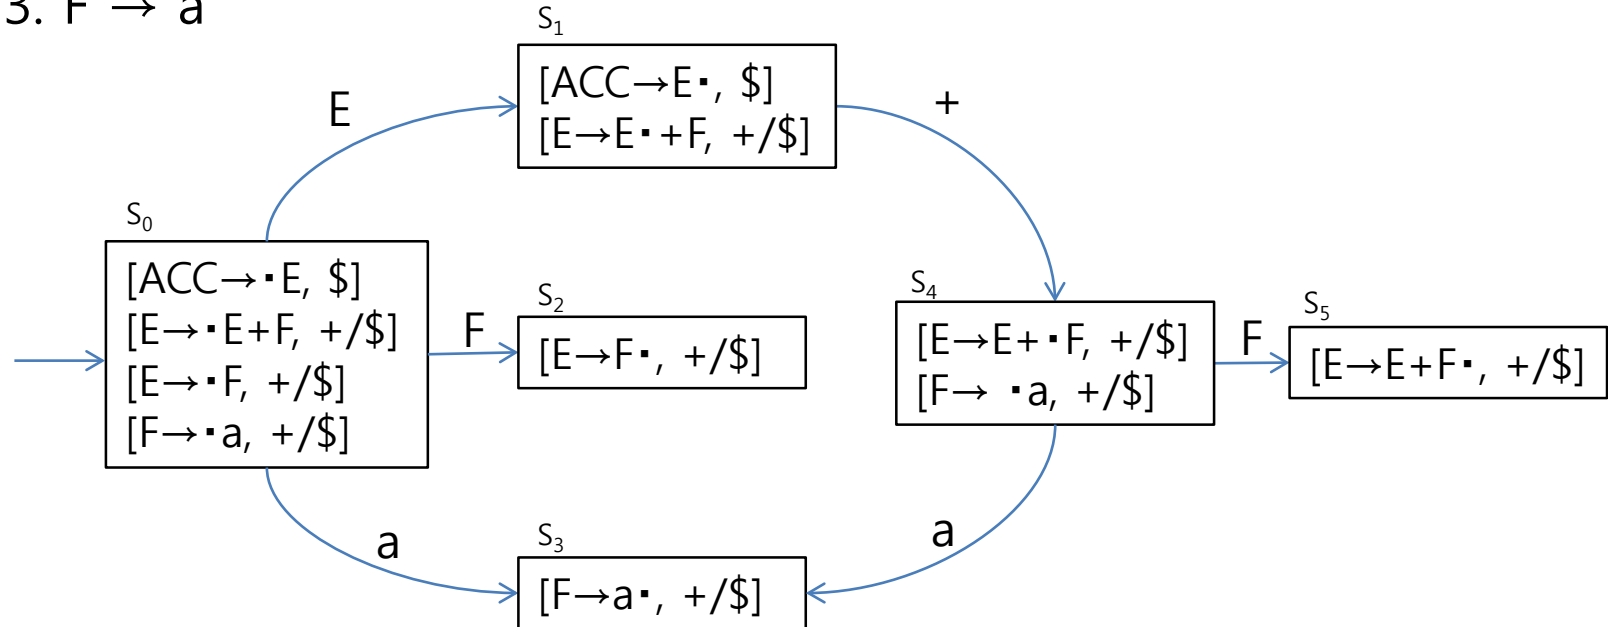 3. F → a
S1
[ACC→E▪, $]
[E→E▪+F, +/$]
E
+
S0
[ACC→▪E, $]
[E→▪E+F, +/$]
[E→▪F, +/$]
[F→▪a, +/$]
F
S2
[E→F▪, +/$]
S4
[E→E+▪F, +/$]
[F→ ▪a, +/$]
F
S5
[E→E+F▪, +/$]
a
S3
[F→a▪, +/$]
a